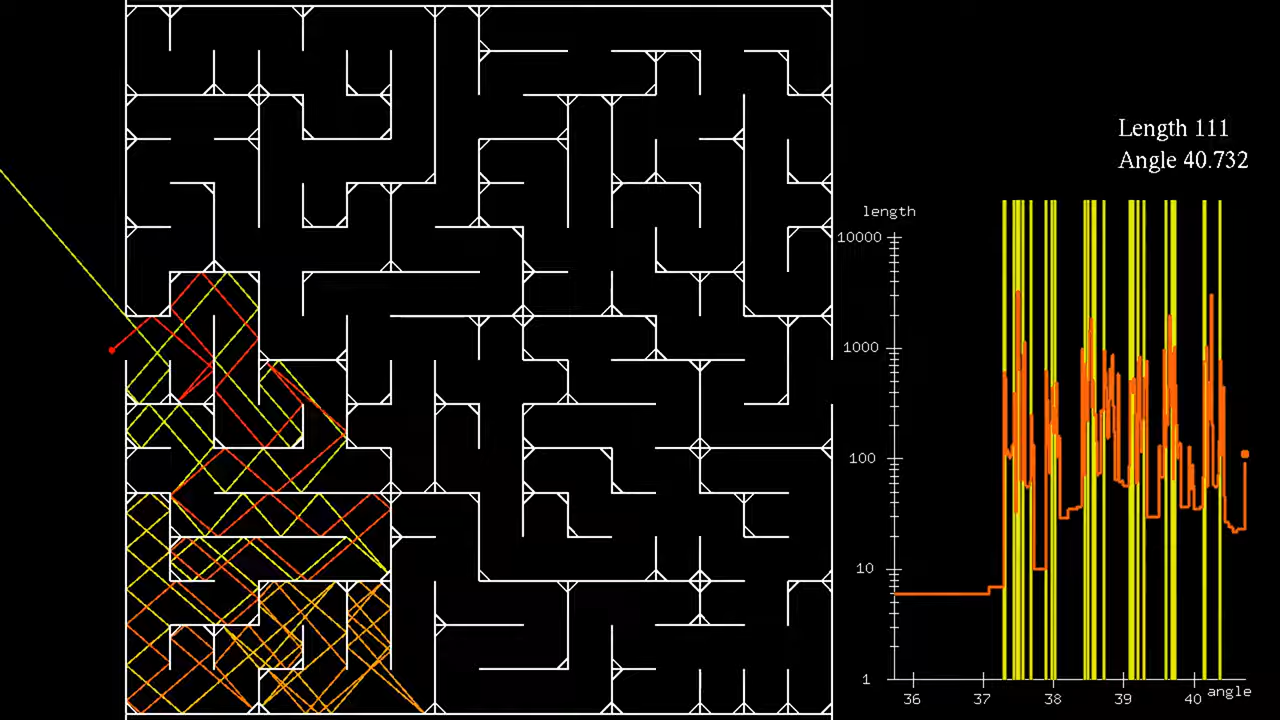 Length 111
Angle 40.732
length
10000
1000
100
10
1
36 37 38 39 40 angle